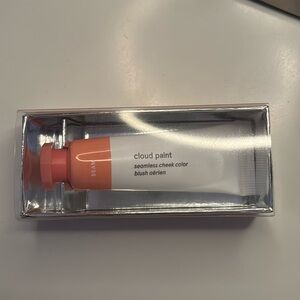 cloud paint
seamless cheek color
blush aérien